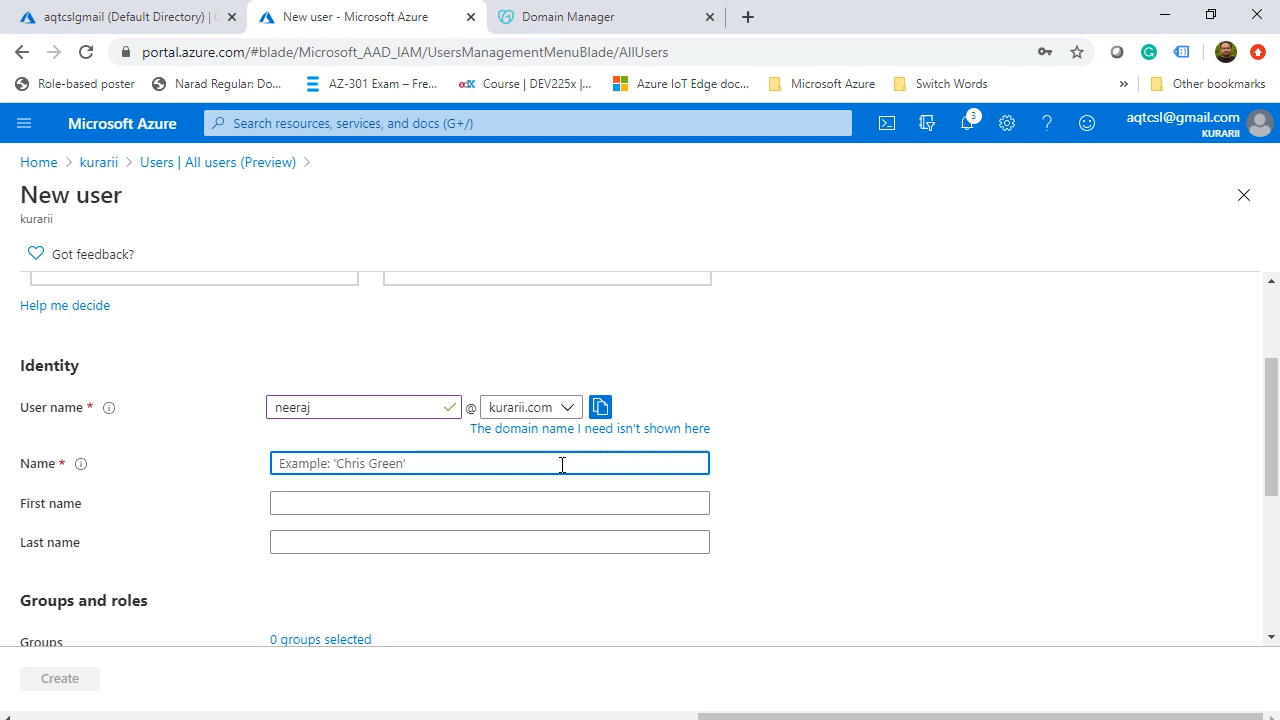 aqtcslgmail (Default Directory) | 
New user - Microsoft Azure
Domain Manager
portal.azure.com/#blade/Microsoft_AAD_IAM/UsersManagementMenuBlade/AllUsers
Role-based poster
Narad Regular: Do...
AZ-301 Exam – Fre...
edX
Course | DEV225x |...
Azure IoT Edge doc...
Microsoft Azure
Switch Words
»
Other bookmarks
Microsoft Azure
Search resources, services, and docs (G+/)
3
aqtcsl@gmail.com
KURARII
Home > kurarii > Users | All users (Preview) >
New user
kurarii
Got feedback?
Help me decide
Identity
User name *
neeraj
@
kurarii.com
The domain name I need isn't shown here
Name *
Example: 'Chris Green'
First name
Last name
Groups and roles
Groups
0 groups selected
Create